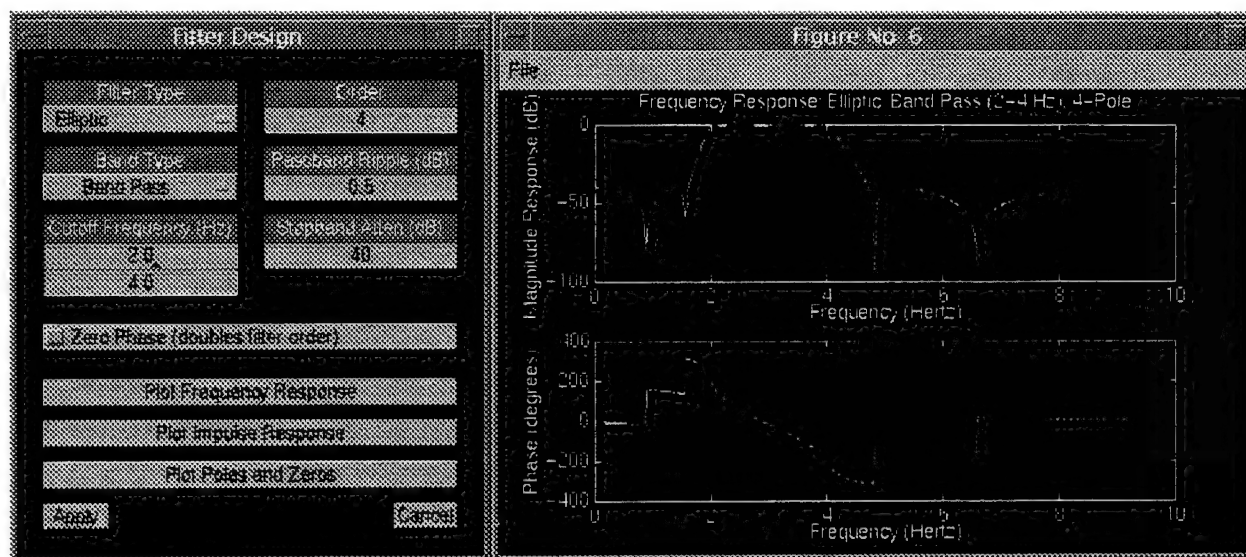 Filter Design
Filter Type
Elliptic
Order
4
Band Type
Band Pass
Passband Ripple (dB)
0.5
Cutoff Frequency (Hz)
2.0
4.0
Stopband Atten (dB)
40
Zero Phase (doubles filter order)
Plot Frequency Response
Plot Impulse Response
Plot Poles and Zeros
Apply
Cancel
Figure No. 6
File
Frequency Response: Elliptic Band Pass (2-4 Hz), 4-Pole
Magnitude Response (dB)
0
-50
-100
0 2 4 6 8 10
Frequency (Hertz)
Phase (degrees)
400
200
0
-200
-400
0 2 4 6 8 10
Frequency (Hertz)